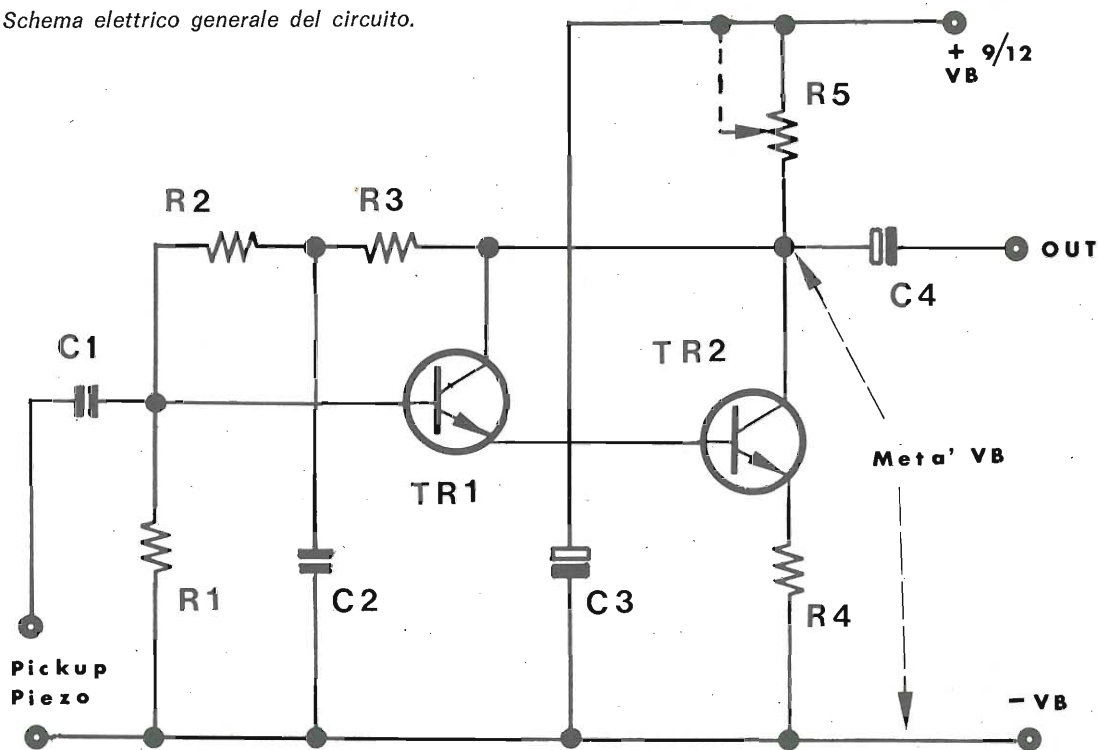 Schema elettrico generale del circuito.
+ 9/12
VB
R5
R2
R3
OUT
C4
C1
TR2
Meta' VB
TR1
R1
C2
C3
R4
Pickup
Piezo
– VB